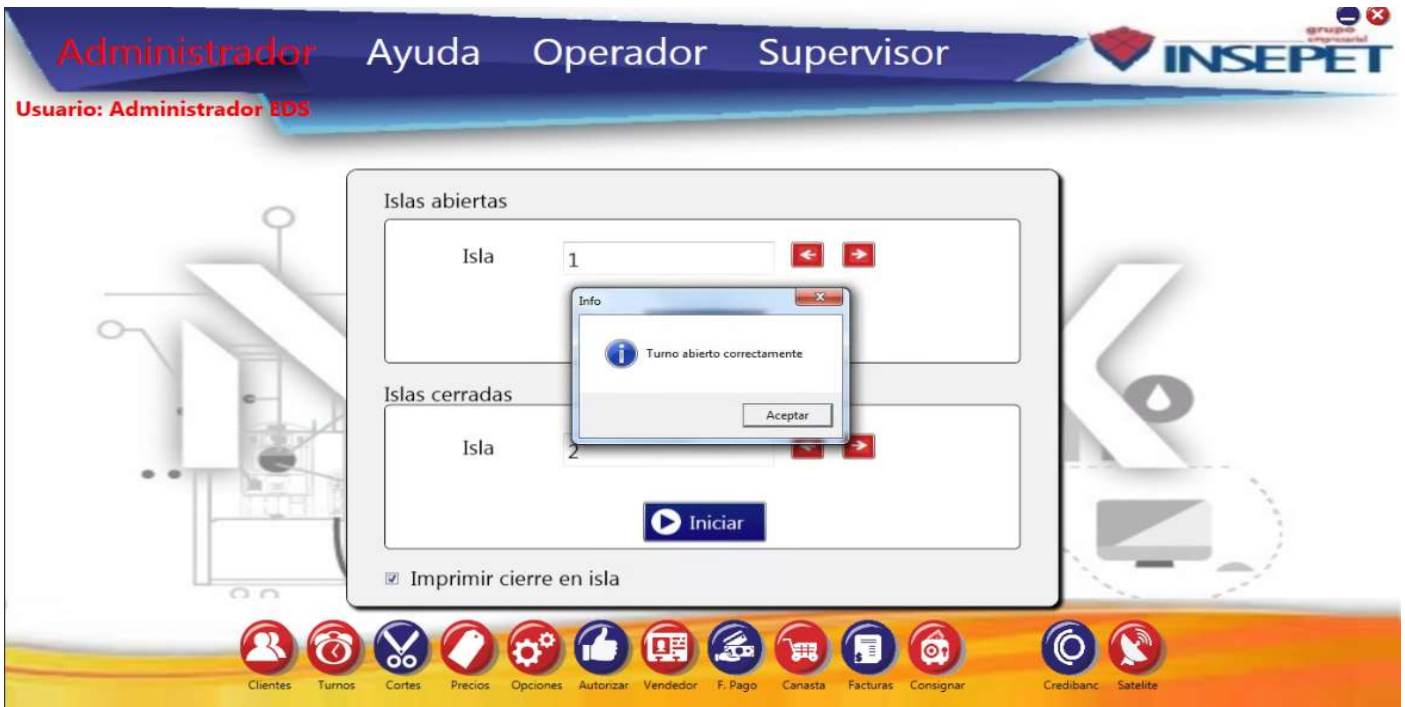 grupo
empresarial
INSEPET
Administrador Ayuda Operador Supervisor
Usuario: Administrador EDS
Islas abiertas
Isla 1
Info
Turno abierto correctamente
Aceptar
Islas cerradas
Isla 2
Iniciar
Imprimir cierre en isla
Clientes Turnos Cortes Precios Opciones Autorizar Vendedor F. Pago Canasta Facturas Consignar Credibanc Satelite